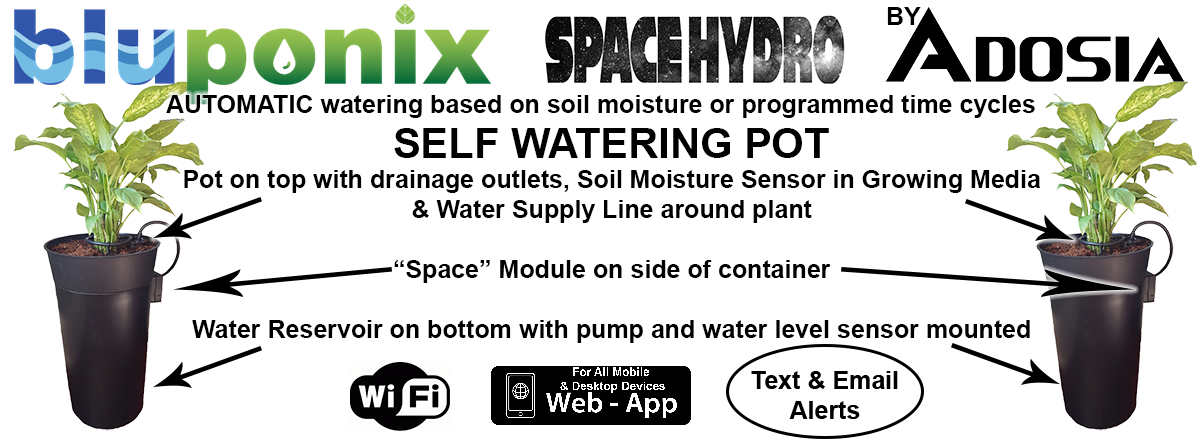 bluponix
SPACEHYDRO
BY
ADOSIA
AUTOMATIC watering based on soil moisture or programmed time cycles
SELF WATERING POT
Pot on top with drainage outlets, Soil Moisture Sensor in Growing Media
& Water Supply Line around plant
“Space” Module on side of container
Water Reservoir on bottom with pump and water level sensor mounted
WiFi
For All Mobile
& Desktop Devices
Web - App
Text & Email
Alerts